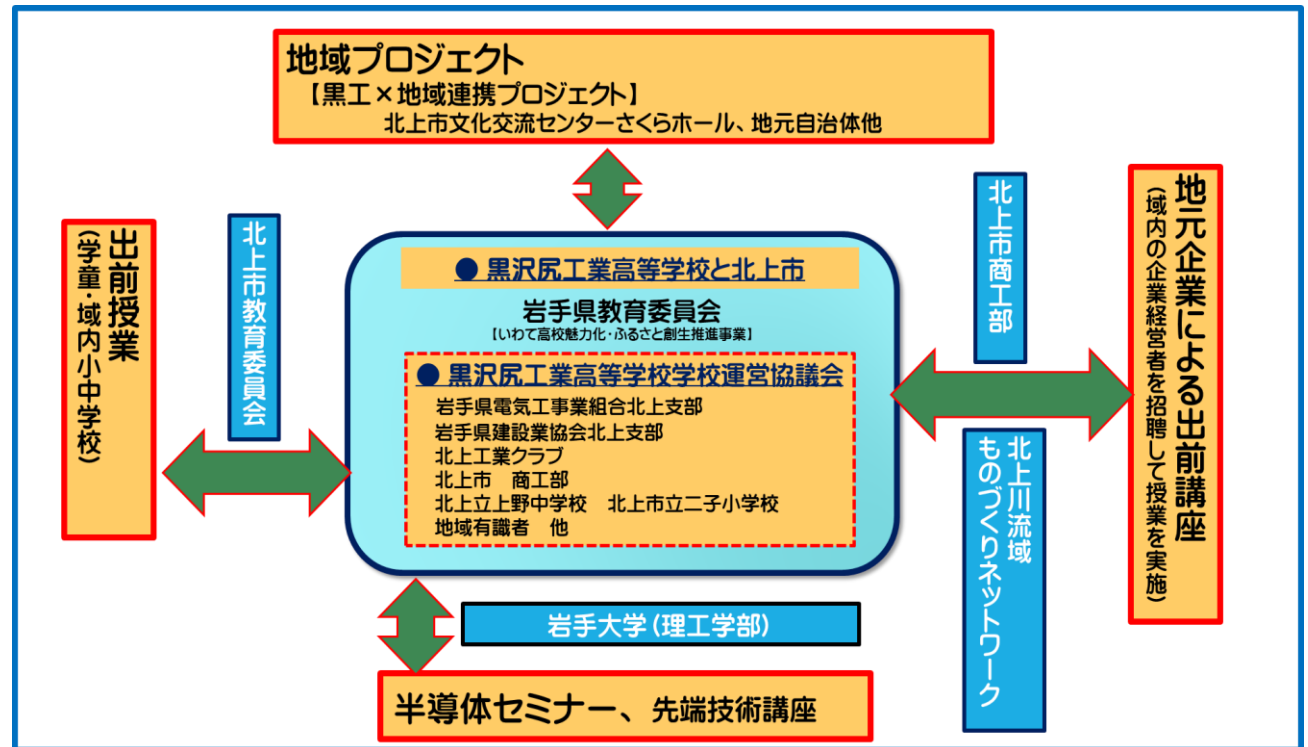 地域プロジェクト
【黒工×地域連携プロジェクト】
北上市文化交流センターさくらホール、地元自治体他
出前授業
(学童・域内小中学校)
北上市教育委員会
● 黒沢尻工業高等学校と北上市
岩手県教育委員会
【いわて高校魅力化・ふるさと創生推進事業】
● 黒沢尻工業高等学校学校運営協議会
岩手県電気工事業組合北上支部
岩手県建設業協会北上支部
北上工業クラブ
北上市 商工部
北上立上野中学校 北上市立二子小学校
地域有識者 他
北上市商工部
北上川流域
ものづくりネットワーク
地元企業による出前講座
(域内の企業経営者を招聘して授業を実施)
岩手大学(理工学部)
半導体セミナー、先端技術講座